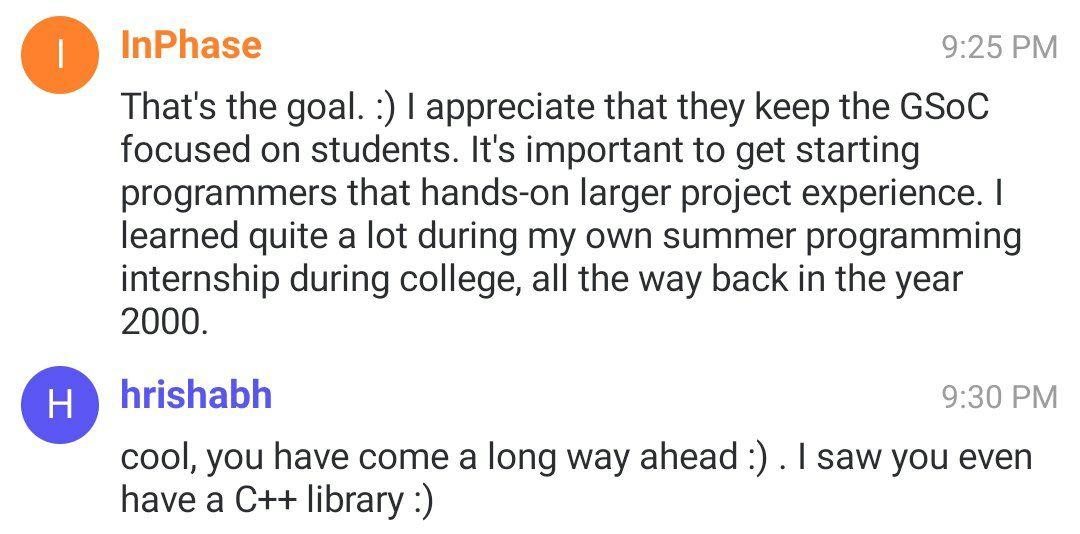 I
InPhase
9:25 PM
That's the goal. :) I appreciate that they keep the GSoC
focused on students. It's important to get starting
programmers that hands-on larger project experience. I
learned quite a lot during my own summer programming
internship during college, all the way back in the year
2000.
H
hrishabh
9:30 PM
cool, you have come a long way ahead :) . I saw you even
have a C++ library :)